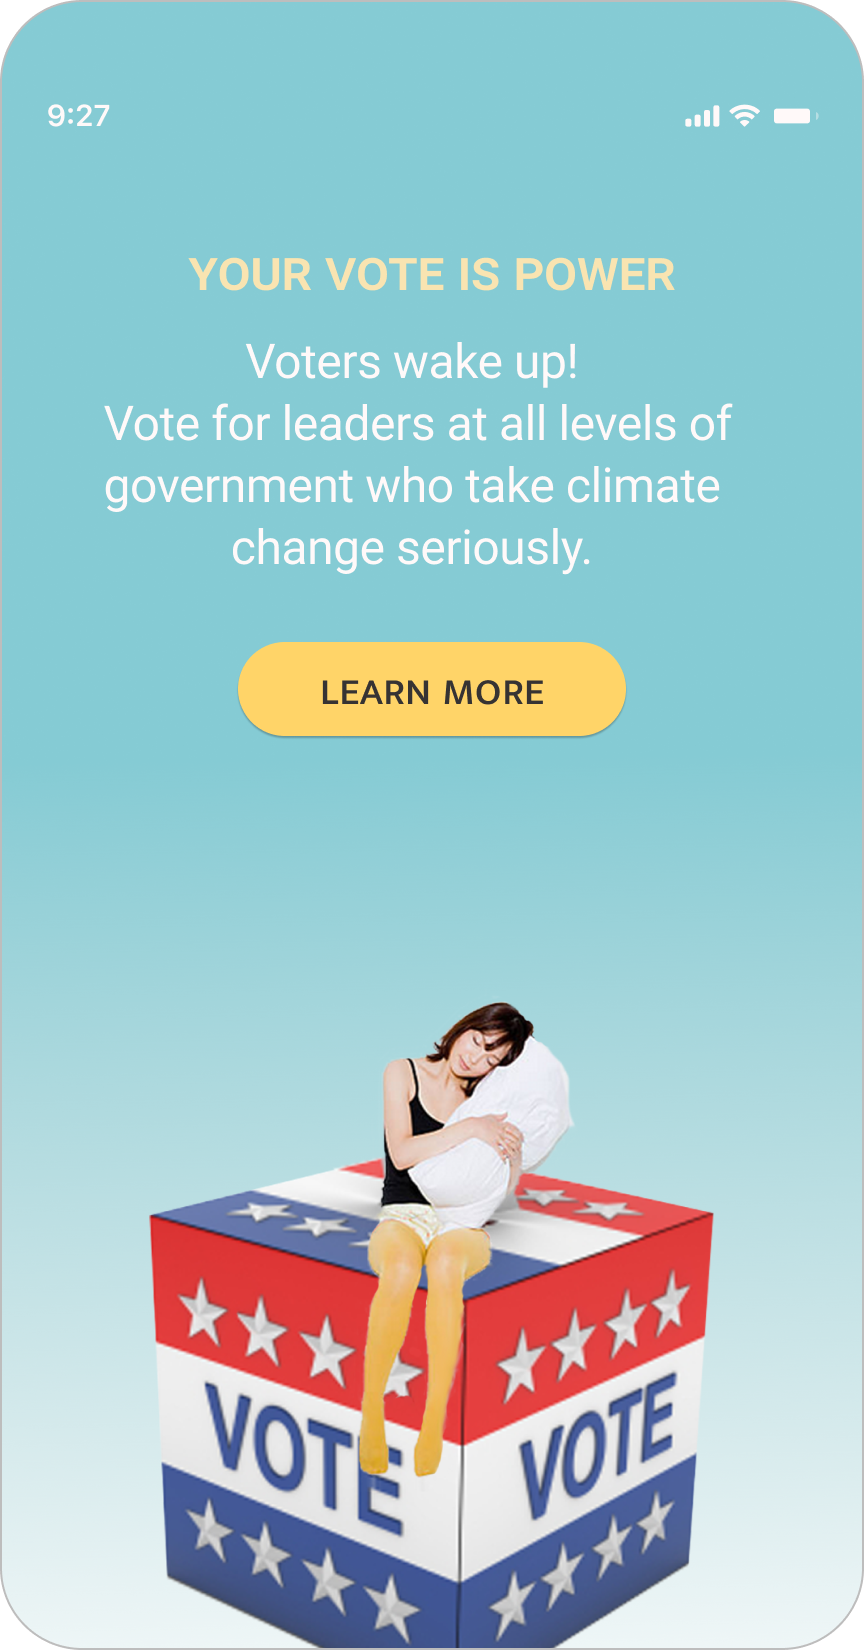 9:27
YOUR VOTE IS POWER
Voters wake up!
Vote for leaders at all levels of
government who take climate
change seriously.
LEARN MORE
VOTE
VOTE